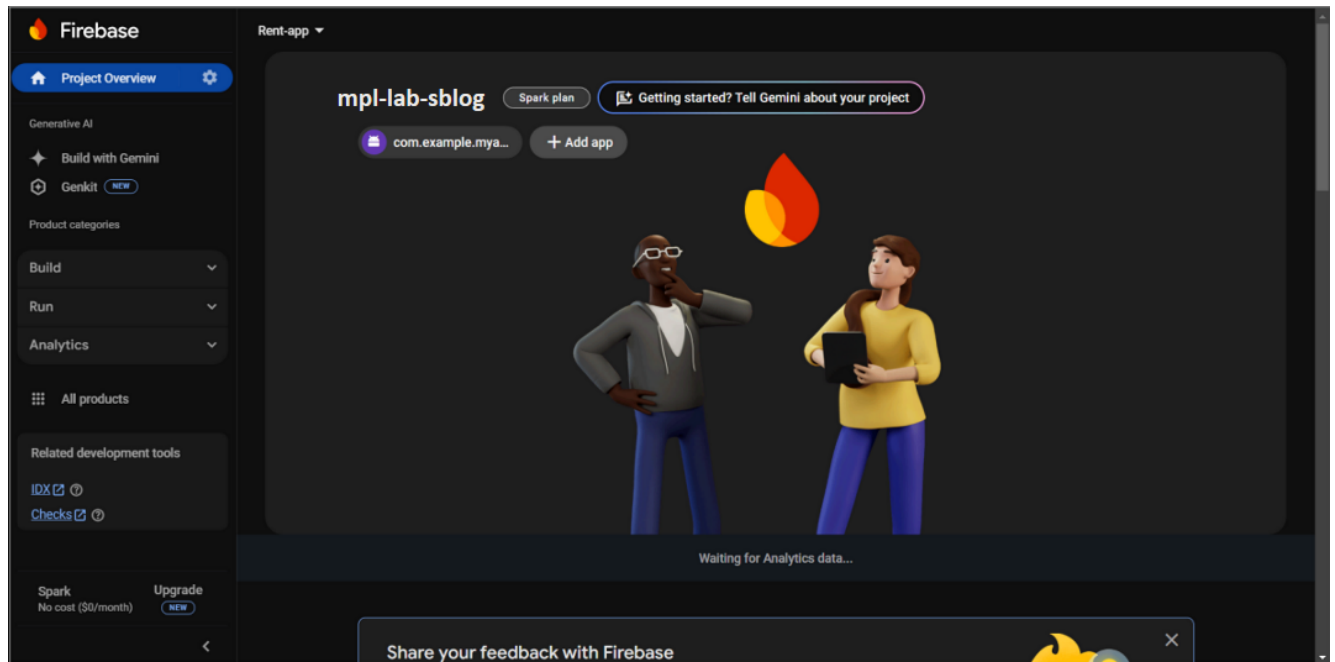 Firebase
Rent-app
Project Overview
Generative AI
Build with Gemini
Genkit NEW
Product categories
Build
Run
Analytics
All products
Related development tools
IDX
Checks
Spark
No cost ($0/month)
Upgrade
NEW
mpl-lab-sblog Spark plan Getting started? Tell Gemini about your project
com.example.mya... + Add app
Waiting for Analytics data...
Share your feedback with Firebase